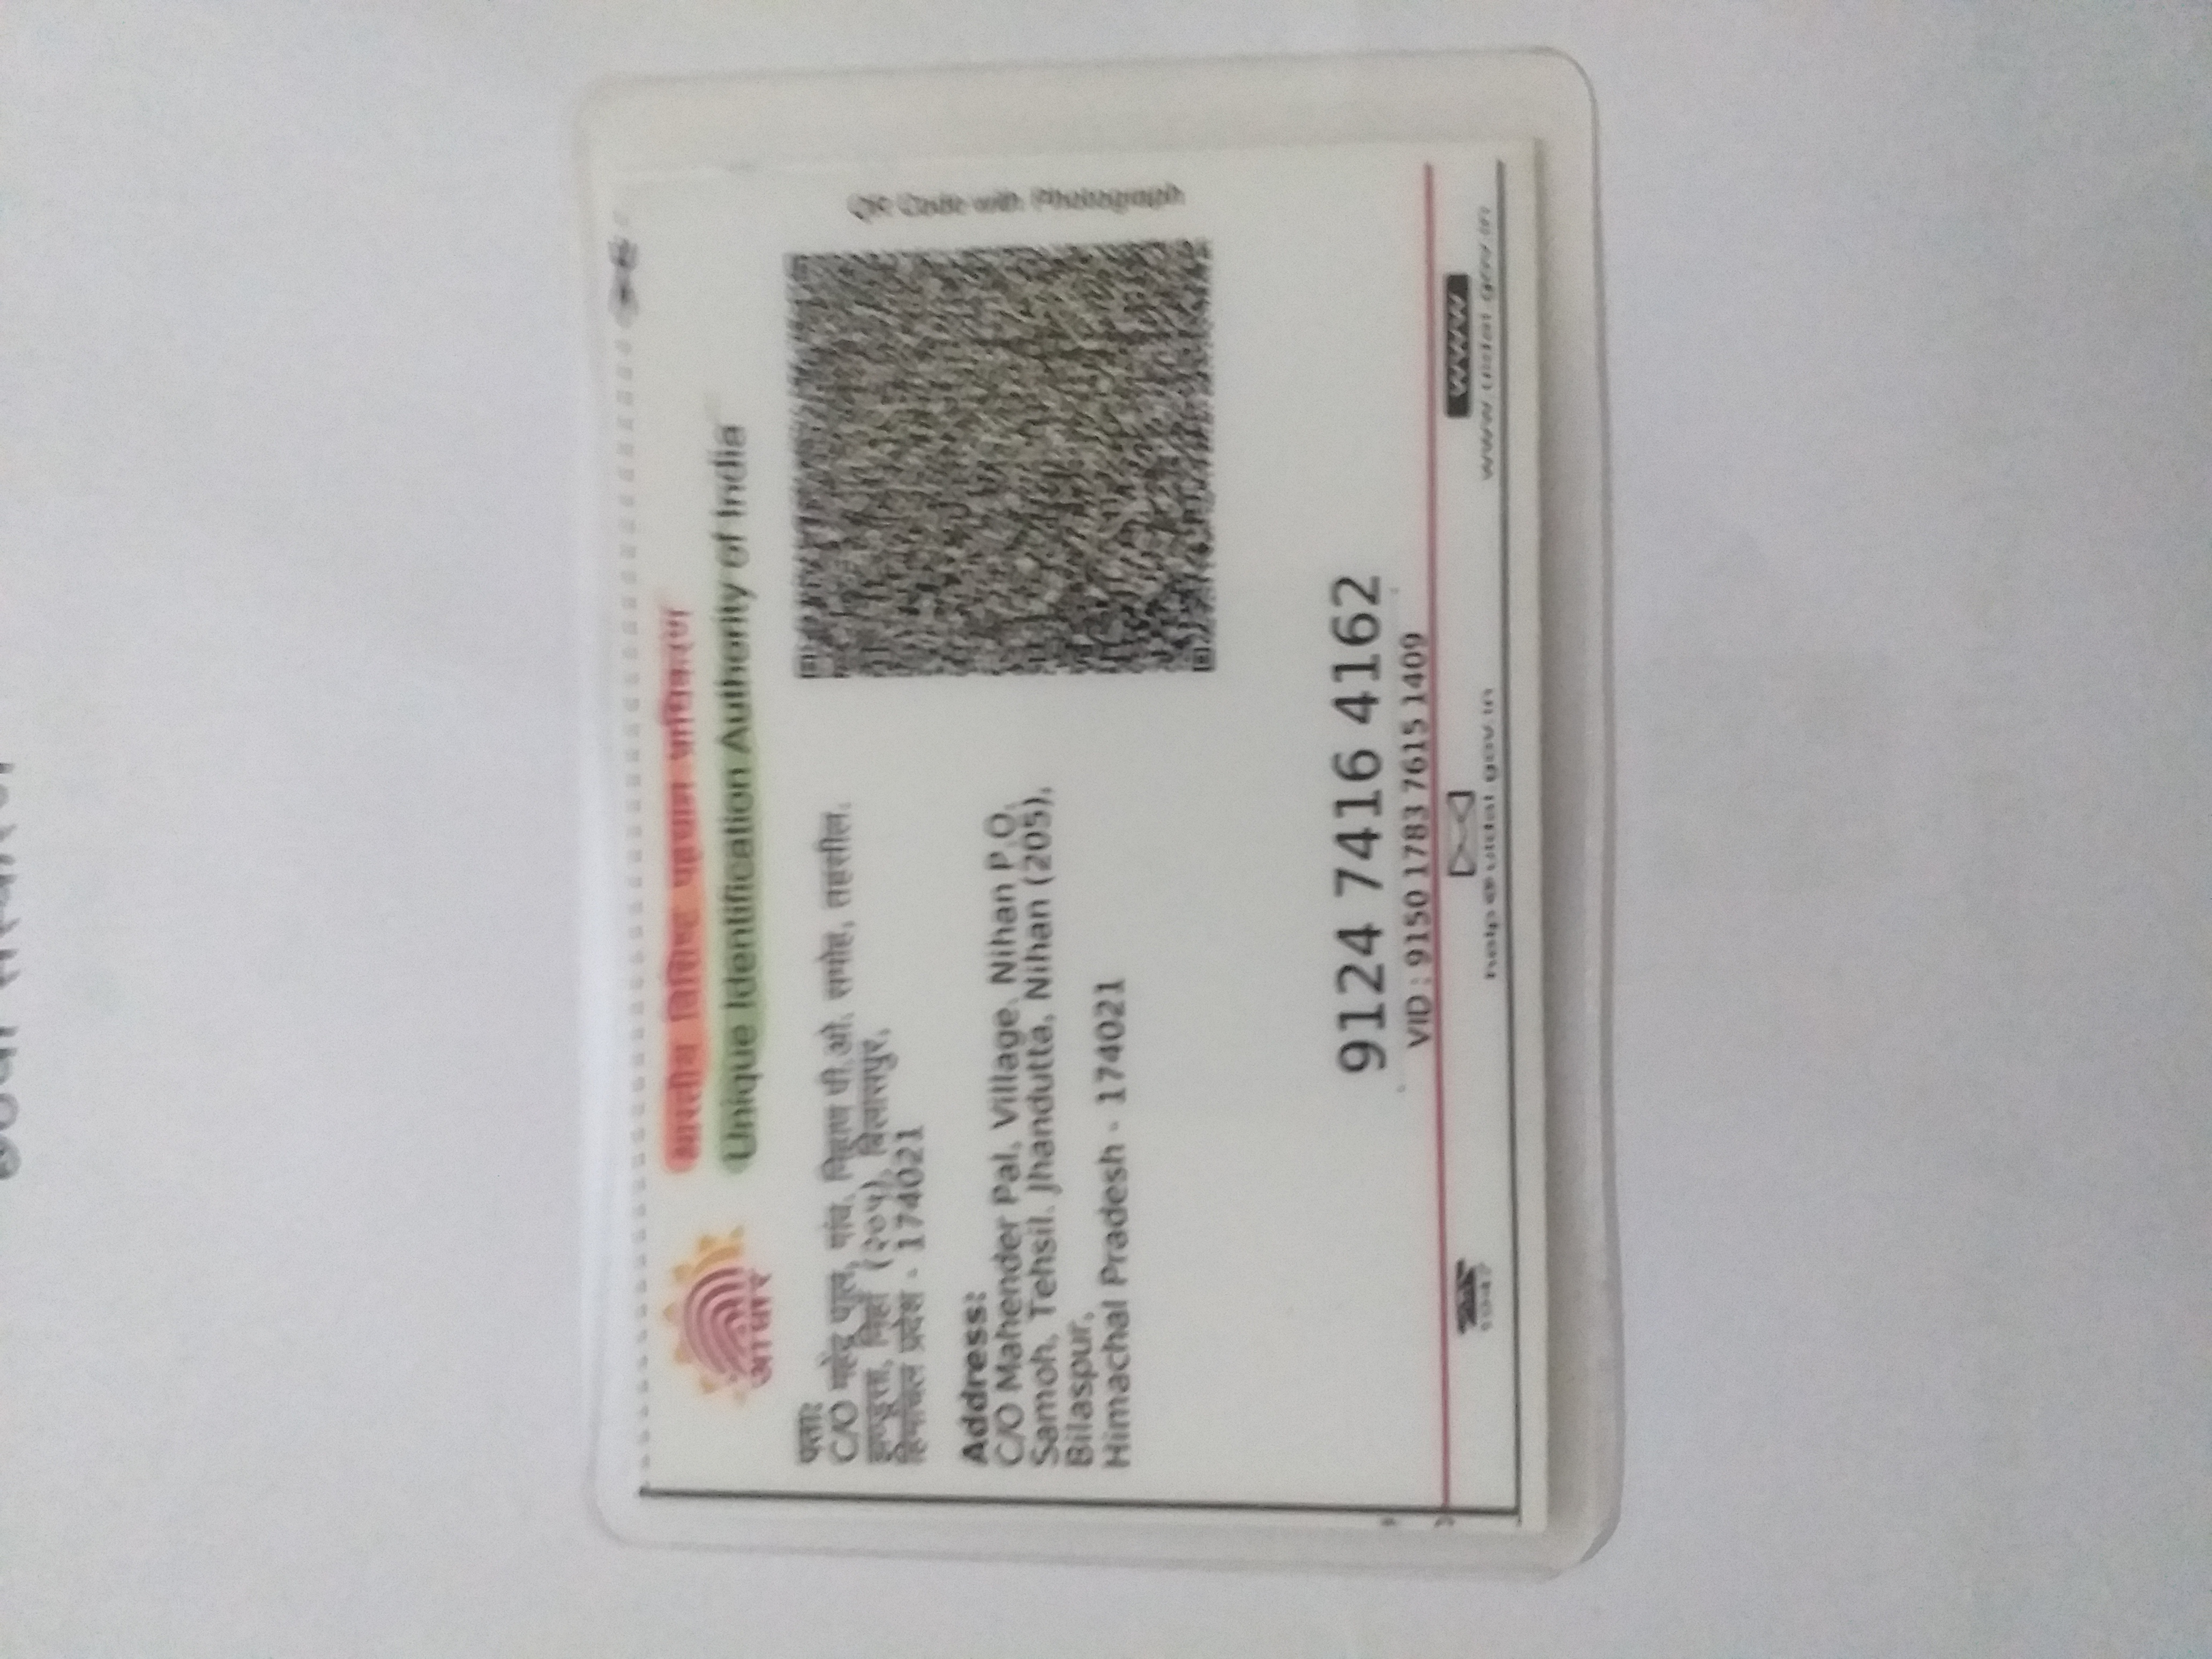 आधार
भारतीय विशिष्ट पहचान प्राधिकरण
Unique Identification Authority of India
पता:
C/O महेंद्र पाल, गांव. निहाण पी.ओ. समोह, तहसील.
झण्डूत्ता, (२०५), बिलासपुर,
हिमाचल प्रदेश - 174021
Address:
C/O Mahender Pal, Village. Nihan P.O.
Samoh, Tehsil. Jhandutta, Nihan (205),
Bilaspur,
Himachal Pradesh - 174021
QR Code with Photograph
9124 7416 4162
VID : 9150 1783 7615 1409
1947
help@uidai.gov.in
WWW
www.uidai.gov.in